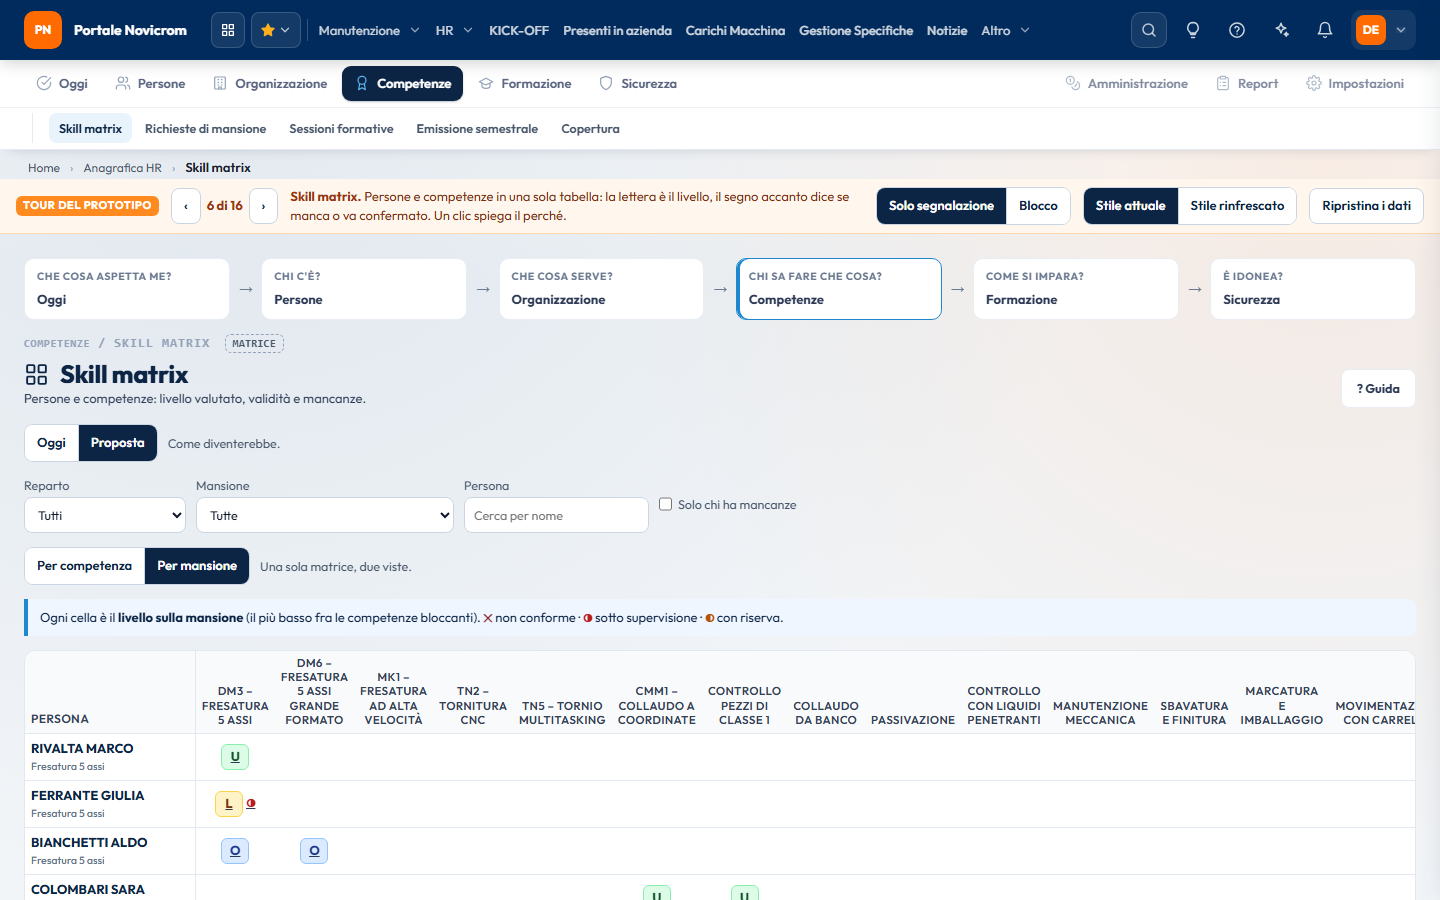 PN Portale Novicrom Manutenzione HR KICK-OFF Presenti in azienda Carichi Macchina Gestione Specifiche Notizie Altro DE
Oggi Persone Organizzazione Competenze Formazione Sicurezza Amministrazione Report Impostazioni
Skill matrix Richieste di mansione Sessioni formative Emissione semestrale Copertura
Home › Anagrafica HR › Skill matrix
TOUR DEL PROTOTIPO ‹ 6 di 16 ›
Skill matrix. Persone e competenze in una sola tabella: la lettera è il livello, il segno accanto dice se
manca o va confermato. Un clic spiega il perché.
Solo segnalazione Blocco Stile attuale Stile rinfrescato Ripristina i dati
CHE COSA ASPETTA ME?
Oggi
→
CHI C'È?
Persone
→
CHE COSA SERVE?
Organizzazione
→
CHI SA FARE CHE COSA?
Competenze
→
COME SI IMPARA?
Formazione
→
È IDONEA?
Sicurezza
COMPETENZE / SKILL MATRIX MATRICE
Skill matrix
Persone e competenze: livello valutato, validità e mancanze.
? Guida
Oggi Proposta Come diventerebbe.
Reparto
Tutti
Mansione
Tutte
Persona
Cerca per nome
Solo chi ha mancanze
Per competenza Per mansione Una sola matrice, due viste.
Ogni cella è il livello sulla mansione (il più basso fra le competenze bloccanti). ✕ non conforme · ◑ sotto supervisione · ◐ con riserva.
PERSONA
DM3 –
FRESATURA
5 ASSI
DM6 –
FRESATURA
5 ASSI
GRANDE
FORMATO
MK1 –
FRESATURA
AD ALTA
VELOCITÀ
TN2 –
TORNITURA
CNC
TN5 – TORNIO
MULTITASKING
CMM1 –
COLLAUDO A
COORDINATE
CONTROLLO
PEZZI DI
CLASSE 1
COLLAUDO
DA BANCO
PASSIVAZIONE
CONTROLLO
CON LIQUIDI
PENETRANTI
MANUTENZIONE
MECCANICA
SBAVATURA
E FINITURA
MARCATURA
E
IMBALLAGGIO
MOVIMENTAZ
CON CARREL
RIVALTA MARCO
Fresatura 5 assi
U
FERRANTE GIULIA
Fresatura 5 assi
L ◑
BIANCHETTI ALDO
Fresatura 5 assi
O O
COLOMBARI SARA
U U